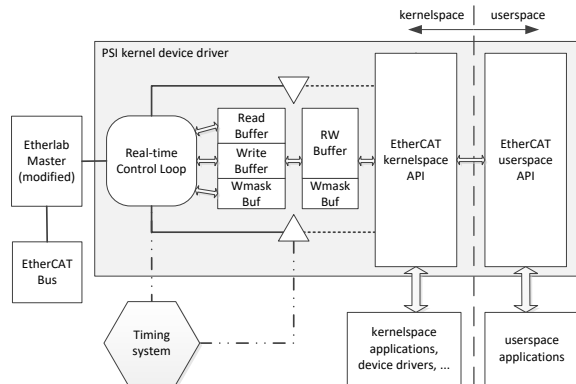 kernelspace
userspace
PSI kernel device driver
Etherlab
Master
(modified)
Real-time
Control Loop
Read
Buffer
Write
Buffer
Wmask
Buf
RW
Buffer
Wmask
Buf
EtherCAT
kernelspace
API
EtherCAT
userspace
API
EtherCAT
Bus
Timing
system
kernelspace
applications,
device drivers, ...
userspace
applications